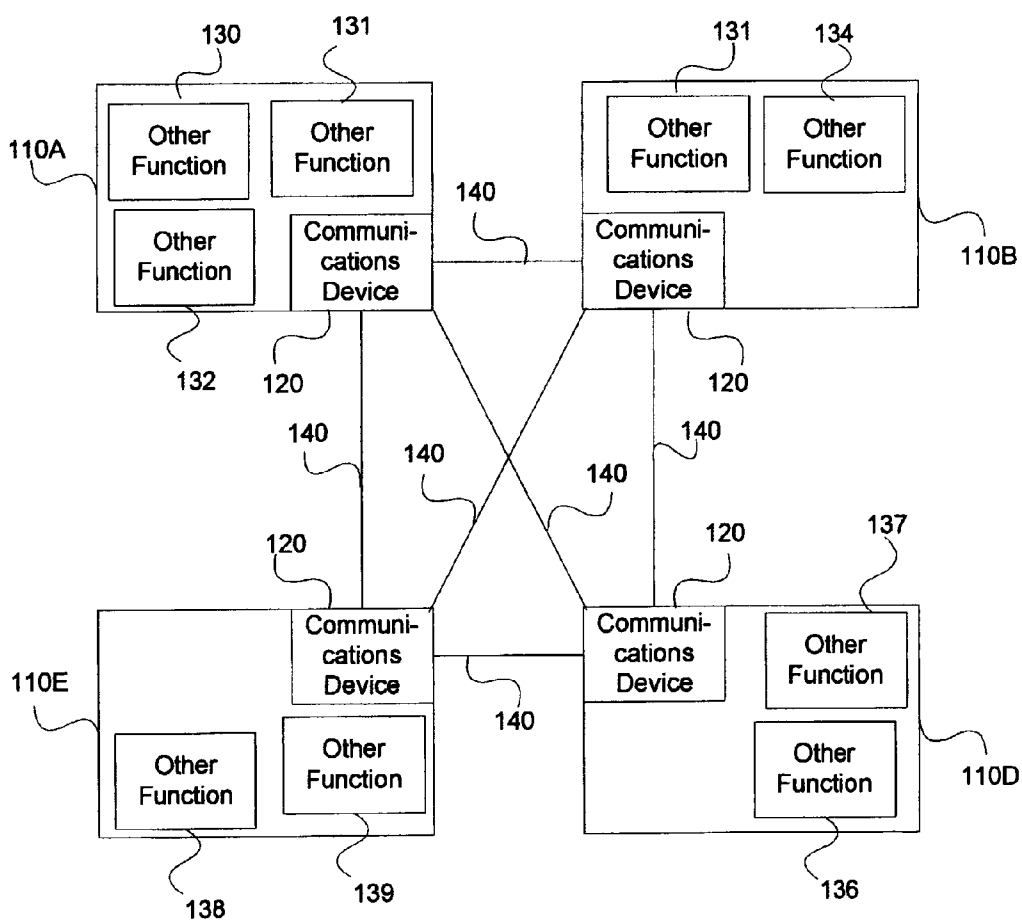 130
131
131
134
Other
Function
Other
Function
Other
Function
Other
Function
110A
140
Other
Function
Communi-
cations
Device
Communi-
cations
Device
110B
132
120
120
140
140
140
140
120
120
137
Communi-
cations
Device
Communi-
cations
Device
Other
Function
110E
140
110D
Other
Function
Other
Function
Other
Function
138
139
136